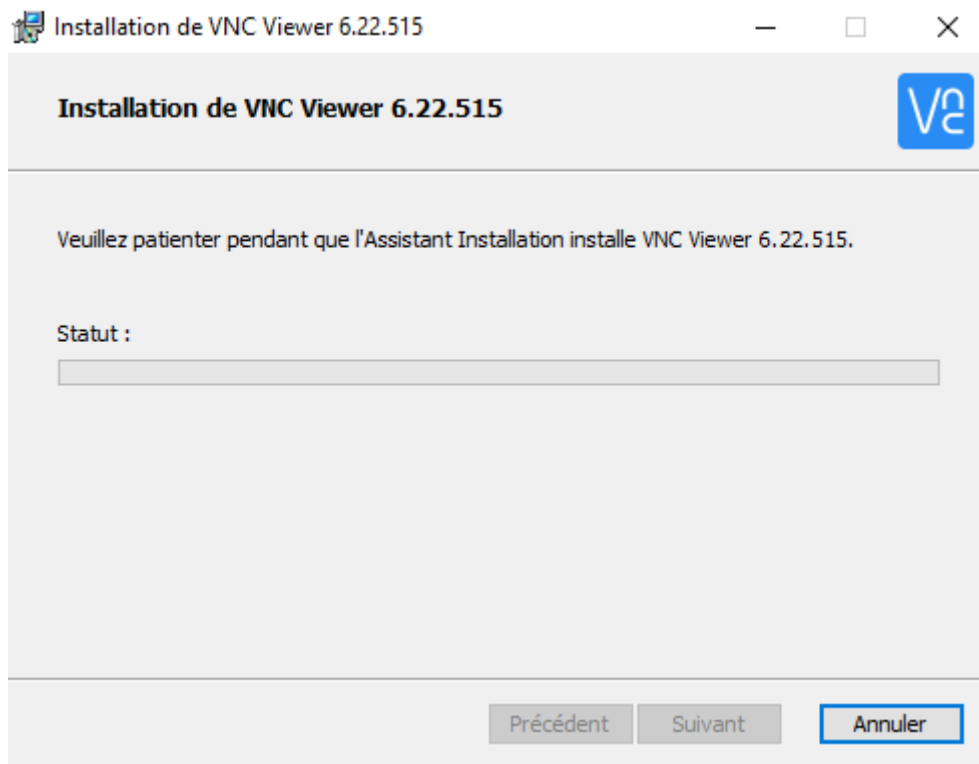 Installation de VNC Viewer 6.22.515
Installation de VNC Viewer 6.22.515
VNC
Veuillez patienter pendant que l'Assistant Installation installe VNC Viewer 6.22.515.
Statut :
Précédent
Suivant
Annuler